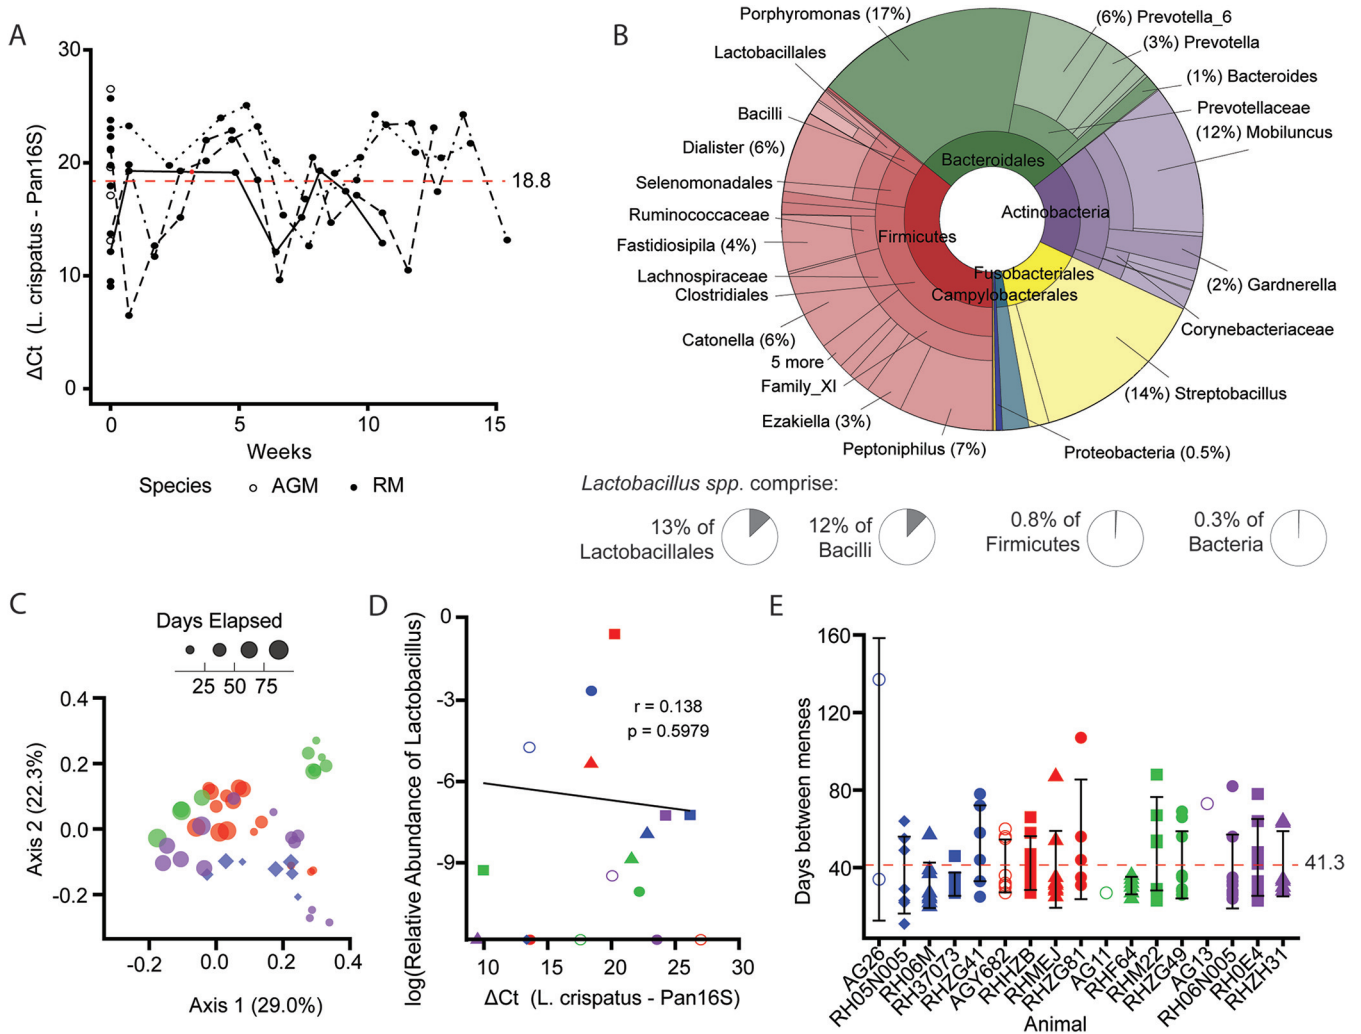 A
30
20
10
0
ΔCt (L. crispatus - Pan16S)
18.8
0
5
10
15
Weeks
Species
AGM
RM
B
Porphyromonas (17%)
Lactobacillales
Bacilli
Dialister (6%)
Selenomonadales
Ruminococcaceae
Fastidiosipila (4%)
Lachnospiraceae
Clostridiales
Catonella (6%)
5 more
Family_XI
Ezakiella (3%)
Peptoniphilus (7%)
(6%) Prevotella_6
(3%) Prevotella
(1%) Bacteroides
Prevotellaceae
(12%) Mobiluncus
Bacteroidales
Actinobacteria
Firmicutes
Fusobacteriales
Campylobacterales
(2%) Gardnerella
Corynebacteriaceae
(14%) Streptobacillus
Proteobacteria (0.5%)
Lactobacillus spp. comprise:
13% of
Lactobacillales
12% of
Bacilli
0.8% of
Firmicutes
0.3% of
Bacteria
C
Days Elapsed
25 50 75
0.4
0.2
0.0
-0.2
Axis 2 (22.3%)
-0.2
0.0
0.2
0.4
Axis 1 (29.0%)
D
0
-3
-6
-9
log(Relative Abundance of Lactobacillus)
r = 0.138
p = 0.5979
10
15
20
25
30
ΔCt (L. crispatus - Pan16S)
E
160
120
80
40
Days between menses
41.3
AG26
RH05N005
RH06M
RH37073
RHZG41
AGY682
RHHZB
RHMEJ
RHZG81
AG11
RHF64
RHM22
RHZG49
AG13
RH06N005
RH0E4
RHZH31
Animal